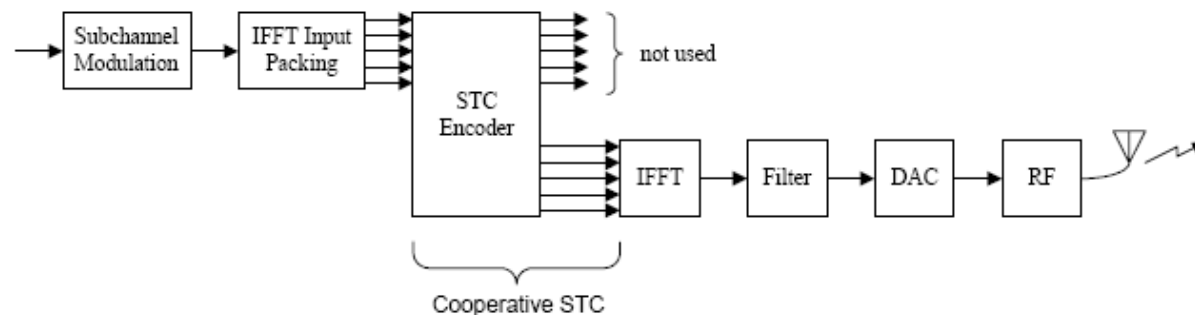 Subchannel
Modulation
IFFT Input
Packing
STC
Encoder
not used
IFFT
Filter
DAC
RF
Cooperative STC